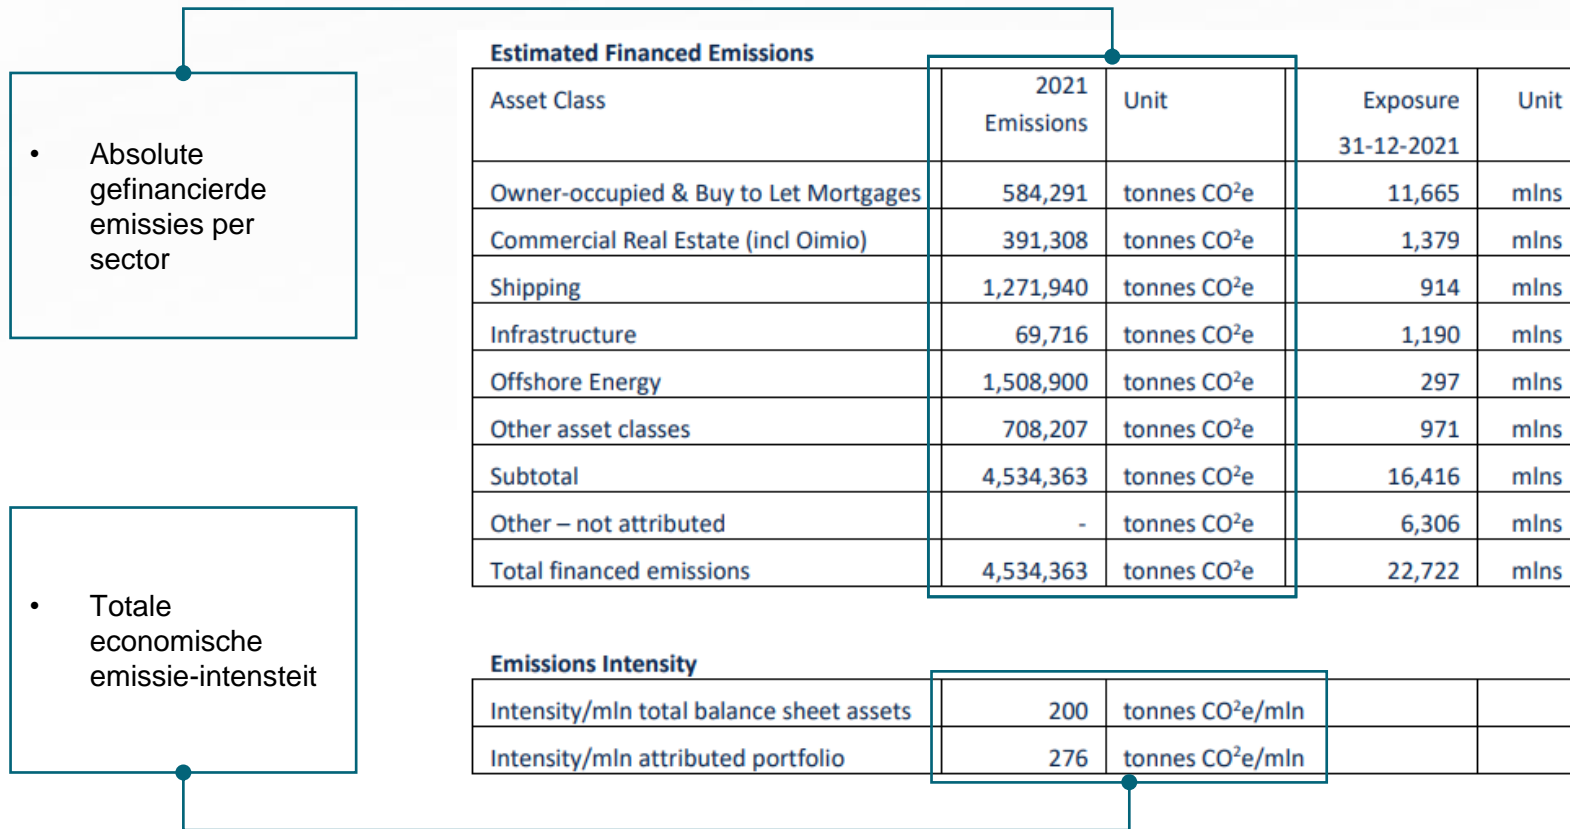 • Absolute
gefinancierde
emissies per
sector
• Totale
economische
emissie-intensteit
Estimated Financed Emissions
Asset Class 2021 Emissions Unit Exposure 31-12-2021 Unit
Owner-occupied & Buy to Let Mortgages 584,291 tonnes CO²e 11,665 mlns
Commercial Real Estate (incl Oimio) 391,308 tonnes CO²e 1,379 mlns
Shipping 1,271,940 tonnes CO²e 914 mlns
Infrastructure 69,716 tonnes CO²e 1,190 mlns
Offshore Energy 1,508,900 tonnes CO²e 297 mlns
Other asset classes 708,207 tonnes CO²e 971 mlns
Subtotal 4,534,363 tonnes CO²e 16,416 mlns
Other – not attributed - tonnes CO²e 6,306 mlns
Total financed emissions 4,534,363 tonnes CO²e 22,722 mlns
Emissions Intensity
Intensity/mln total balance sheet assets 200 tonnes CO²e/mln
Intensity/mln attributed portfolio 276 tonnes CO²e/mln